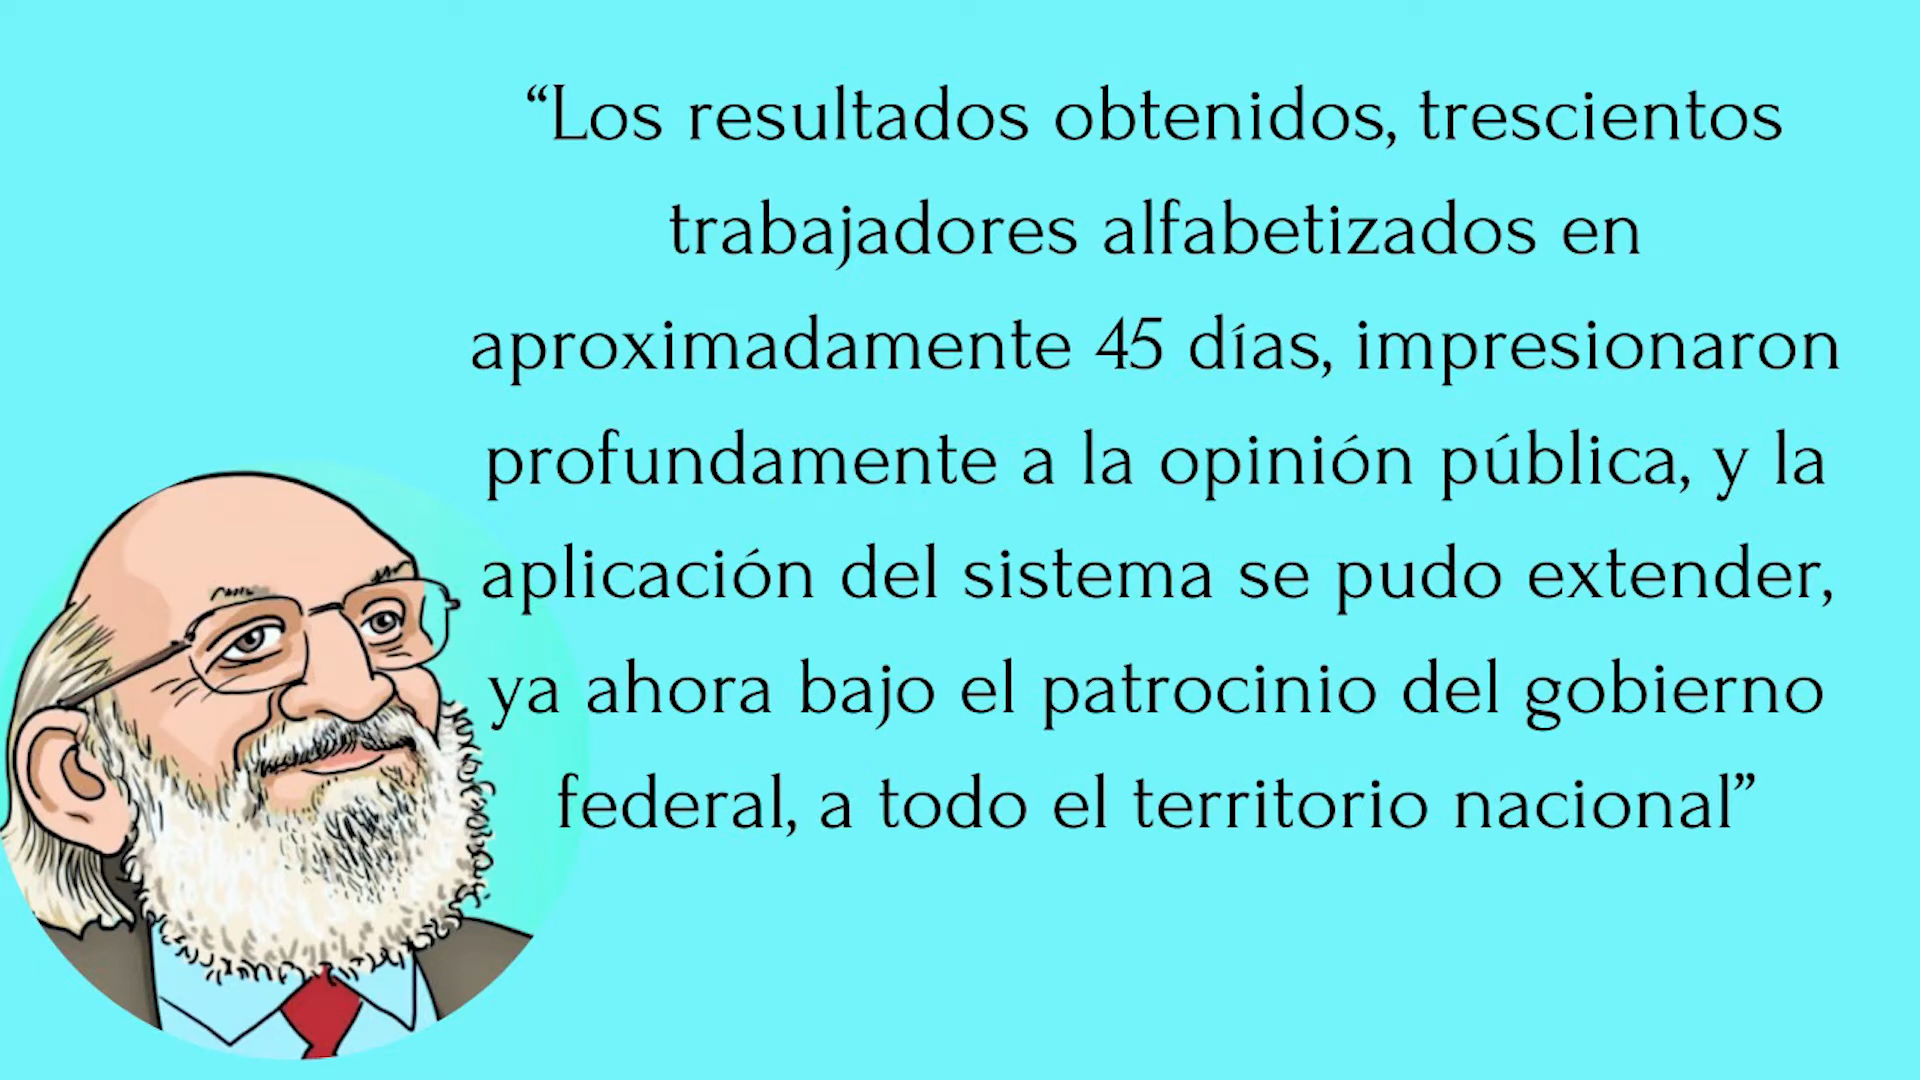 “Los resultados obtenidos, trescientos
trabajadores alfabetizados en
aproximadamente 45 días, impresionaron
profundamente a la opinión pública, y la
aplicación del sistema se pudo extender,
ya ahora bajo el patrocinio del gobierno
federal, a todo el territorio nacional”